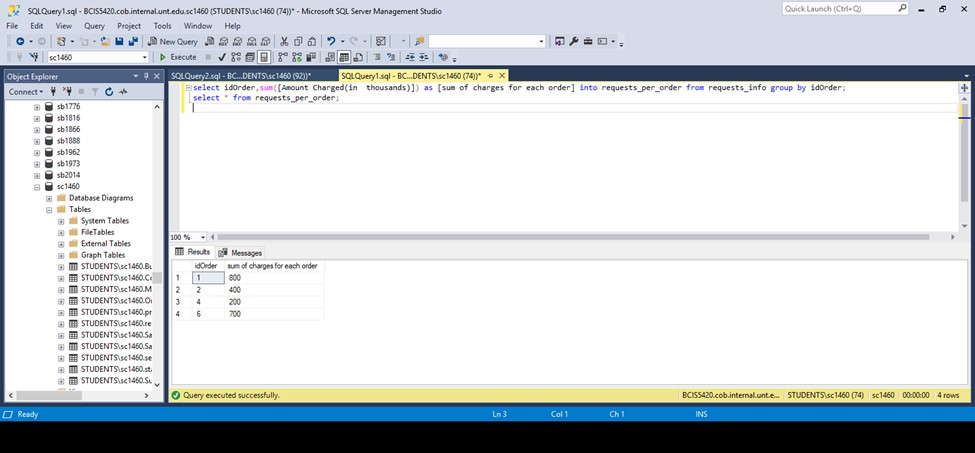 SQLQuery1.sql - BCIS5420.cob.internal.unt.edu.sc1460 (STUDENTS\sc1460 (74))* - Microsoft SQL Server Management Studio
Quick Launch (Ctrl+Q)
File Edit View Query Project Tools Window Help
New Query
sc1460 Execute
Object Explorer
SQLQuery2.sql - BC...DENTS\sc1460 (92))*
SQLQuery1.sql - BC...DENTS\sc1460 (74))*
Connect
sb1776
sb1816
sb1866
sb1888
sb1962
sb1973
sb2014
sc1460
Database Diagrams
Tables
System Tables
FileTables
External Tables
Graph Tables
STUDENTS\sc1460.Bu
STUDENTS\sc1460.Cc
STUDENTS\sc1460.M
STUDENTS\sc1460.Or
STUDENTS\sc1460.pr
STUDENTS\sc1460.re
STUDENTS\sc1460.Sa
STUDENTS\sc1460.se
STUDENTS\sc1460.st
STUDENTS\sc1460.Su
select idOrder,sum([Amount Charged(in  thousands)]) as [sum of charges for each order] into requests_per_order from requests_info group by idOrder;
select * from requests_per_order;
100 %
Results Messages
idOrder sum of charges for each order
1 1 800
2 2 400
3 4 200
4 6 700
Query executed successfully.
BCIS5420.cob.internal.unt.e... STUDENTS\sc1460 (74) sc1460 00:00:00 4 rows
Ready Ln 3 Col 1 Ch 1 INS